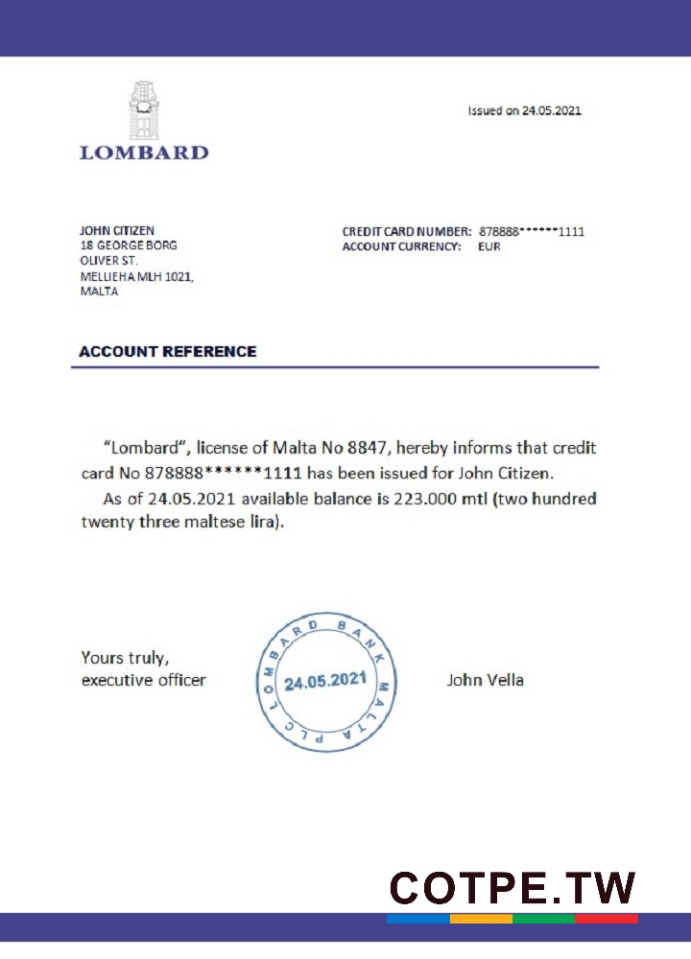 Issued on 24.05.2021
LOMBARD
JOHN CITIZEN
18 GEORGE BORG
OLIVER ST.
MELLIEHA MLH 1021,
MALTA
CREDIT CARD NUMBER: 878888******1111
ACCOUNT CURRENCY: EUR
ACCOUNT REFERENCE
“Lombard”, license of Malta No 8847, hereby informs that credit
card No 878888******1111 has been issued for John Citizen.
As of 24.05.2021 available balance is 223.000 mtl (two hundred
twenty three maltese lira).
Yours truly,
executive officer
LOMBARD BANK MALTA PLC
24.05.2021
John Vella
COTPE.TW